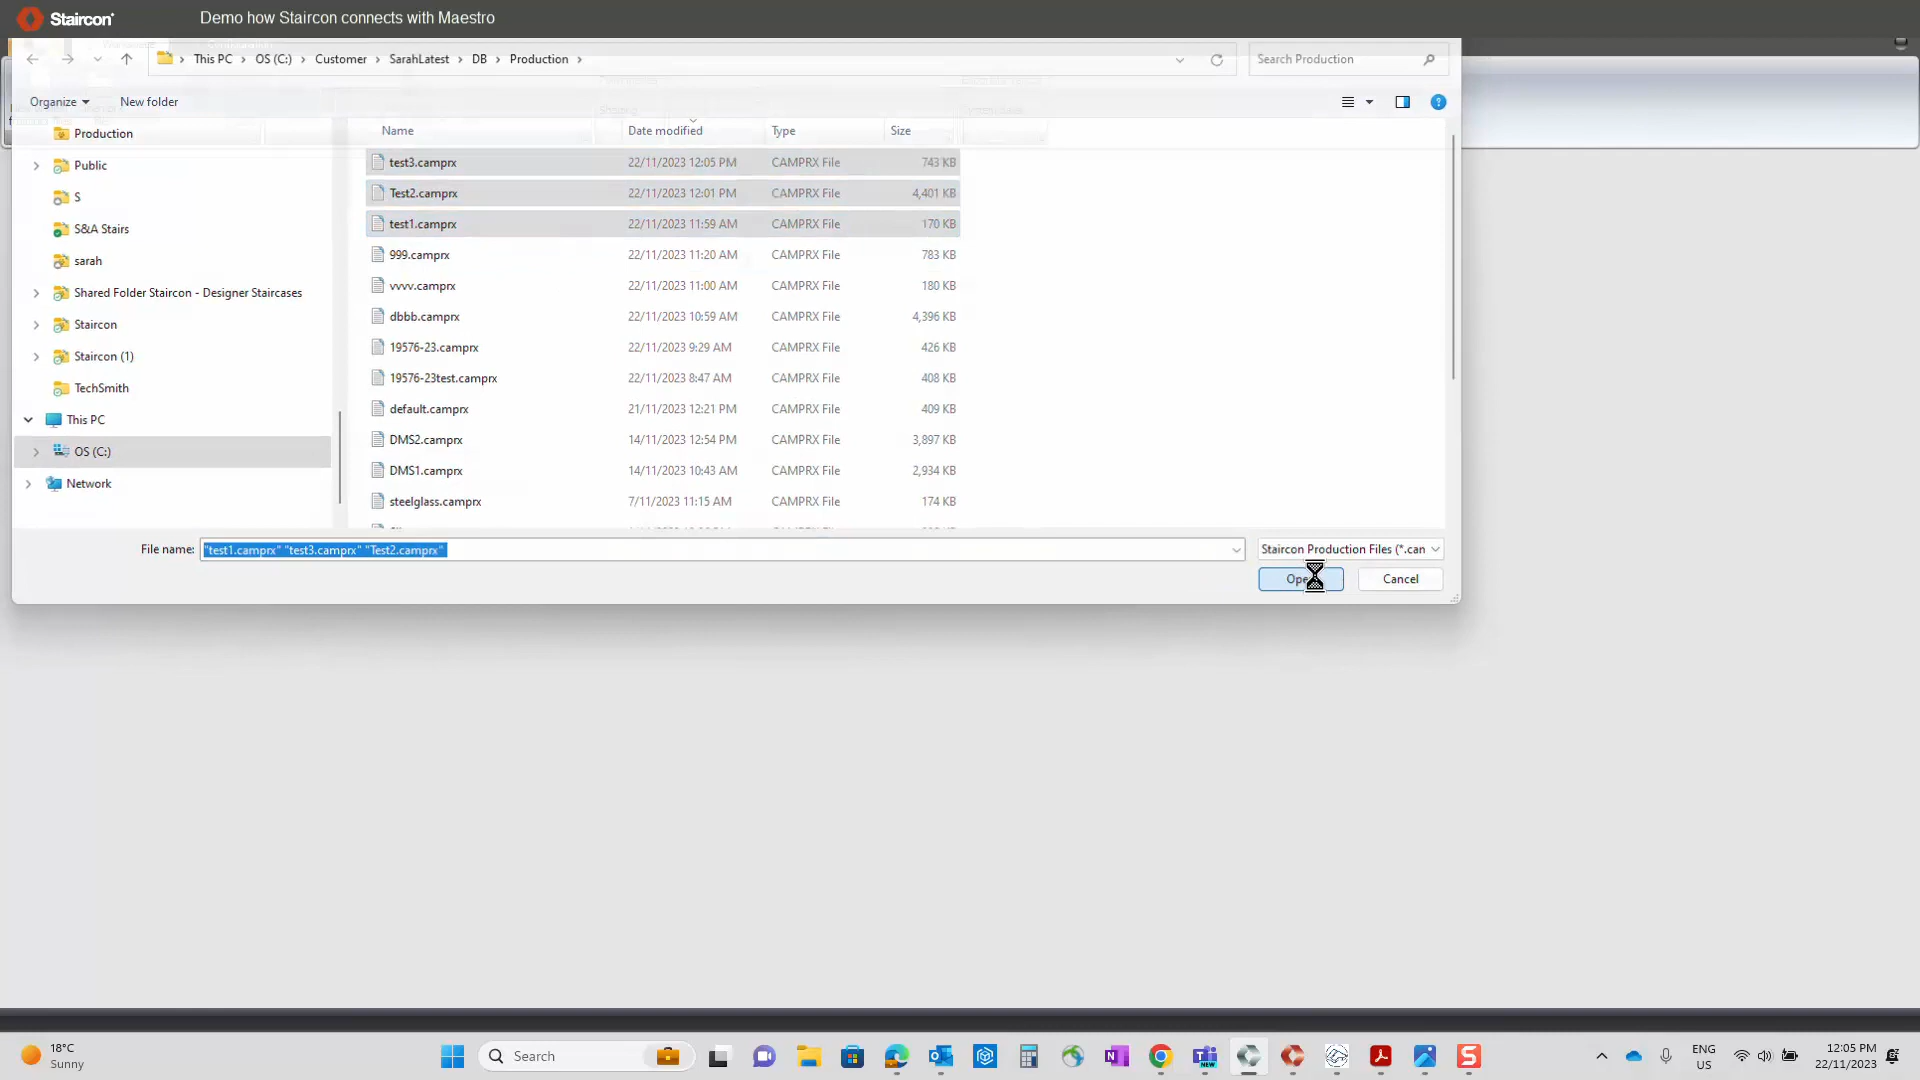 Staircon®
Demo how Staircon connects with Maestro
This PC > OS (C:) > Customer > SarahLatest > DB > Production >
Search Production
Organize
New folder
Name
Date modified
Type
Size
Production
Public
S
S&A Stairs
sarah
Shared Folder Staircon - Designer Staircases
Staircon
Staircon (1)
TechSmith
This PC
OS (C:)
Network
test3.camprx 22/11/2023 12:05 PM CAMPRX File 743 KB
Test2.camprx 22/11/2023 12:01 PM CAMPRX File 4,401 KB
test1.camprx 22/11/2023 11:59 AM CAMPRX File 170 KB
999.camprx 22/11/2023 11:20 AM CAMPRX File 783 KB
vvvv.camprx 22/11/2023 11:00 AM CAMPRX File 180 KB
dbbb.camprx 22/11/2023 10:59 AM CAMPRX File 4,396 KB
19576-23.camprx 22/11/2023 9:29 AM CAMPRX File 426 KB
19576-23test.camprx 22/11/2023 8:47 AM CAMPRX File 408 KB
default.camprx 21/11/2023 12:21 PM CAMPRX File 409 KB
DMS2.camprx 14/11/2023 12:54 PM CAMPRX File 3,897 KB
DMS1.camprx 14/11/2023 10:43 AM CAMPRX File 2,934 KB
steelglass.camprx 7/11/2023 11:15 AM CAMPRX File 174 KB
File name: "test1.camprx" "test3.camprx" "Test2.camprx"
Staircon Production Files (*.can
Cancel
18°C
Sunny
Search
NEW
ENG
US
12:05 PM
22/11/2023